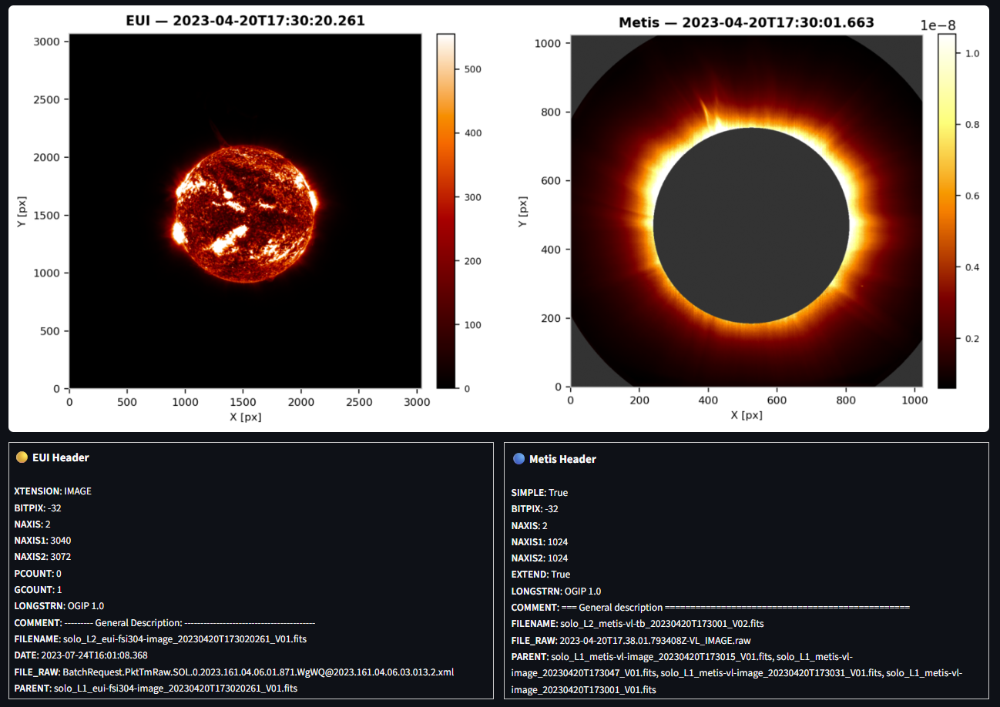 EUI — 2023-04-20T17:30:20.261
3000
2500
2000
1500
1000
500
0
Y [px]
0 500 1000 1500 2000 2500 3000
X [px]
500
400
300
200
100
0
Metis — 2023-04-20T17:30:01.663
1e−8
1000
800
600
400
200
0
Y [px]
0 200 400 600 800 1000
X [px]
1.0
0.8
0.6
0.4
0.2
EUI Header
XTENSION: IMAGE
BITPIX: -32
NAXIS: 2
NAXIS1: 3040
NAXIS2: 3072
PCOUNT: 0
GCOUNT: 1
LONGSTRN: OGIP 1.0
COMMENT: --------- General Description: -----------------------------------------
FILENAME: solo_L2_eui-fsi304-image_20230420T173020261_V01.fits
DATE: 2023-07-24T16:01:08.368
FILE_RAW: BatchRequest.PktTmRaw.SOL.0.2023.161.04.06.01.871.WgWQ@2023.161.04.06.03.013.2.xml
PARENT: solo_L1_eui-fsi304-image_20230420T173020261_V01.fits
Metis Header
SIMPLE: True
BITPIX: -32
NAXIS: 2
NAXIS1: 1024
NAXIS2: 1024
EXTEND: True
LONGSTRN: OGIP 1.0
COMMENT: === General description ================================================
FILENAME: solo_L2_metis-vl-tb_20230420T173001_V02.fits
FILE_RAW: 2023-04-20T17.38.01.793408Z-VL_IMAGE.raw
PARENT: solo_L1_metis-vl-image_20230420T173015_V01.fits, solo_L1_metis-vl-
image_20230420T173047_V01.fits, solo_L1_metis-vl-image_20230420T173031_V01.fits, solo_L1_metis-vl-
image_20230420T173001_V01.fits